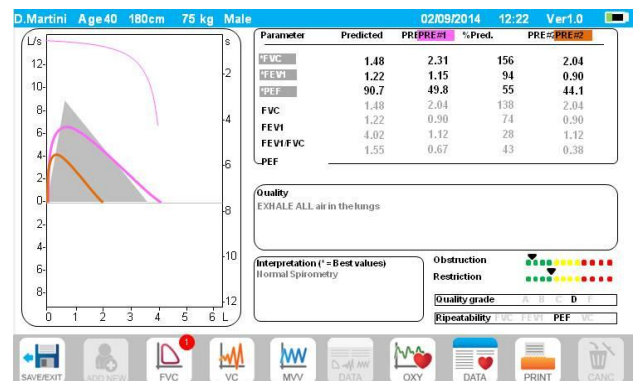 D.Martini Age 40 180cm 75 kg Male 02/09/2014 12:22 Ver1.0
L/s
s
12-
10-
8-
6-
4-
2-
0-
2-
4-
6-
8-
-2
-4
-6
-8
-10
-12
0 1 2 3 4 5 6 L
Parameter Predicted PRE PRE#1 %Pred. PRE# PRE#2
*FVC 1.48 2.31 156 2.04
*FEV1 1.22 1.15 94 0.90
*PEF 90.7 49.8 55 44.1
FVC 1.48 2.04 138 2.04
FEV1 1.22 0.90 74 0.90
FEV1/FVC 4.02 1.12 28 1.12
PEF 1.55 0.67 43 0.38
Quality
EXHALE ALL air in the lungs
Interpretation (* = Best values)
Normal Spirometry
Obstruction
Restriction
Quality grade A B C D F
Repeatability FVC FEV1 PEF VC
1
SAVE/EXIT ADD NEW FVC VC MVV DATA OXY DATA PRINT CANC